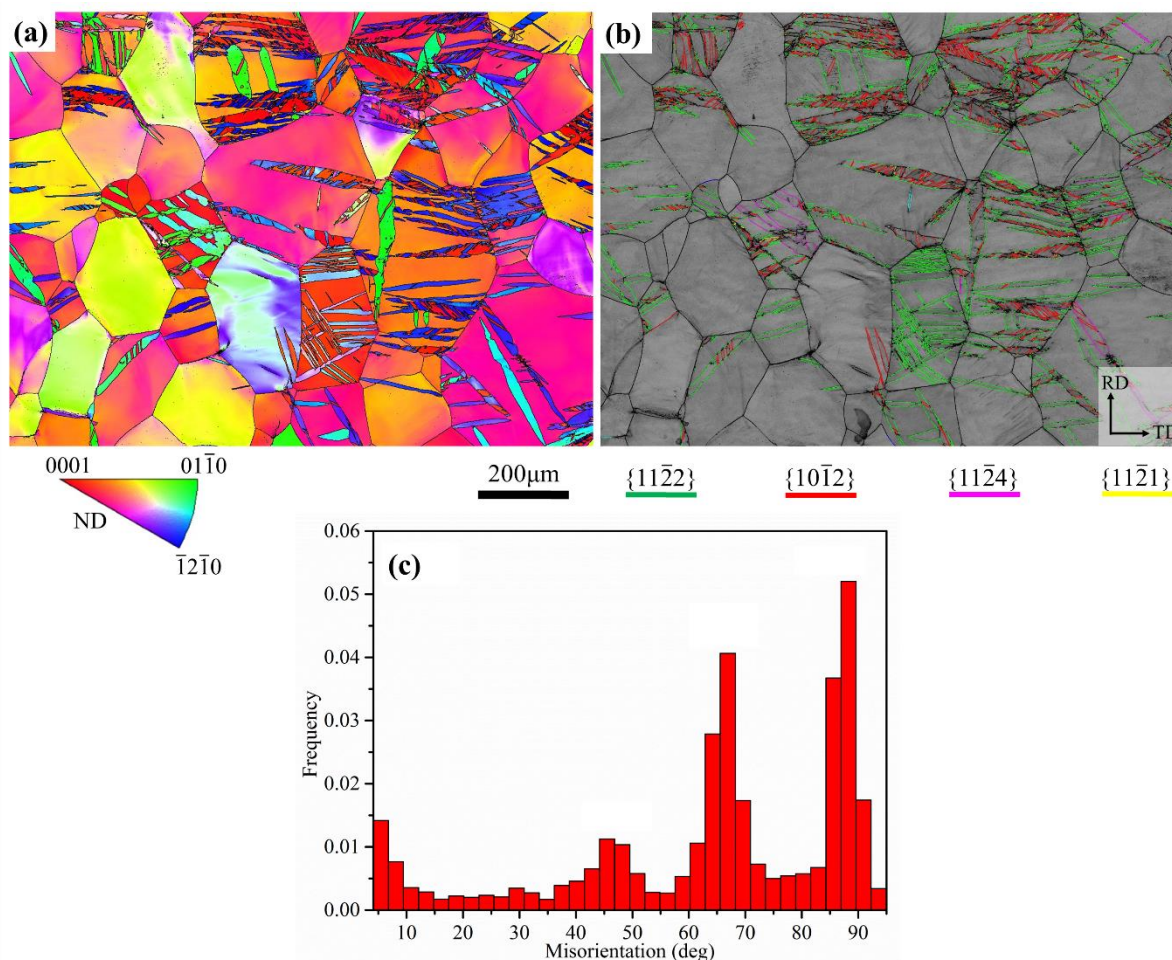 (a)
(b)
RD
TD
0001
011̄0
ND
1̄21̄0
200μm
{112̄2}
{101̄2}
{112̄4}
{112̄1}
(c)
0.06
0.05
0.04
0.03
0.02
0.01
0.00
Frequency
10 20 30 40 50 60 70 80 90
Misorientation (deg)